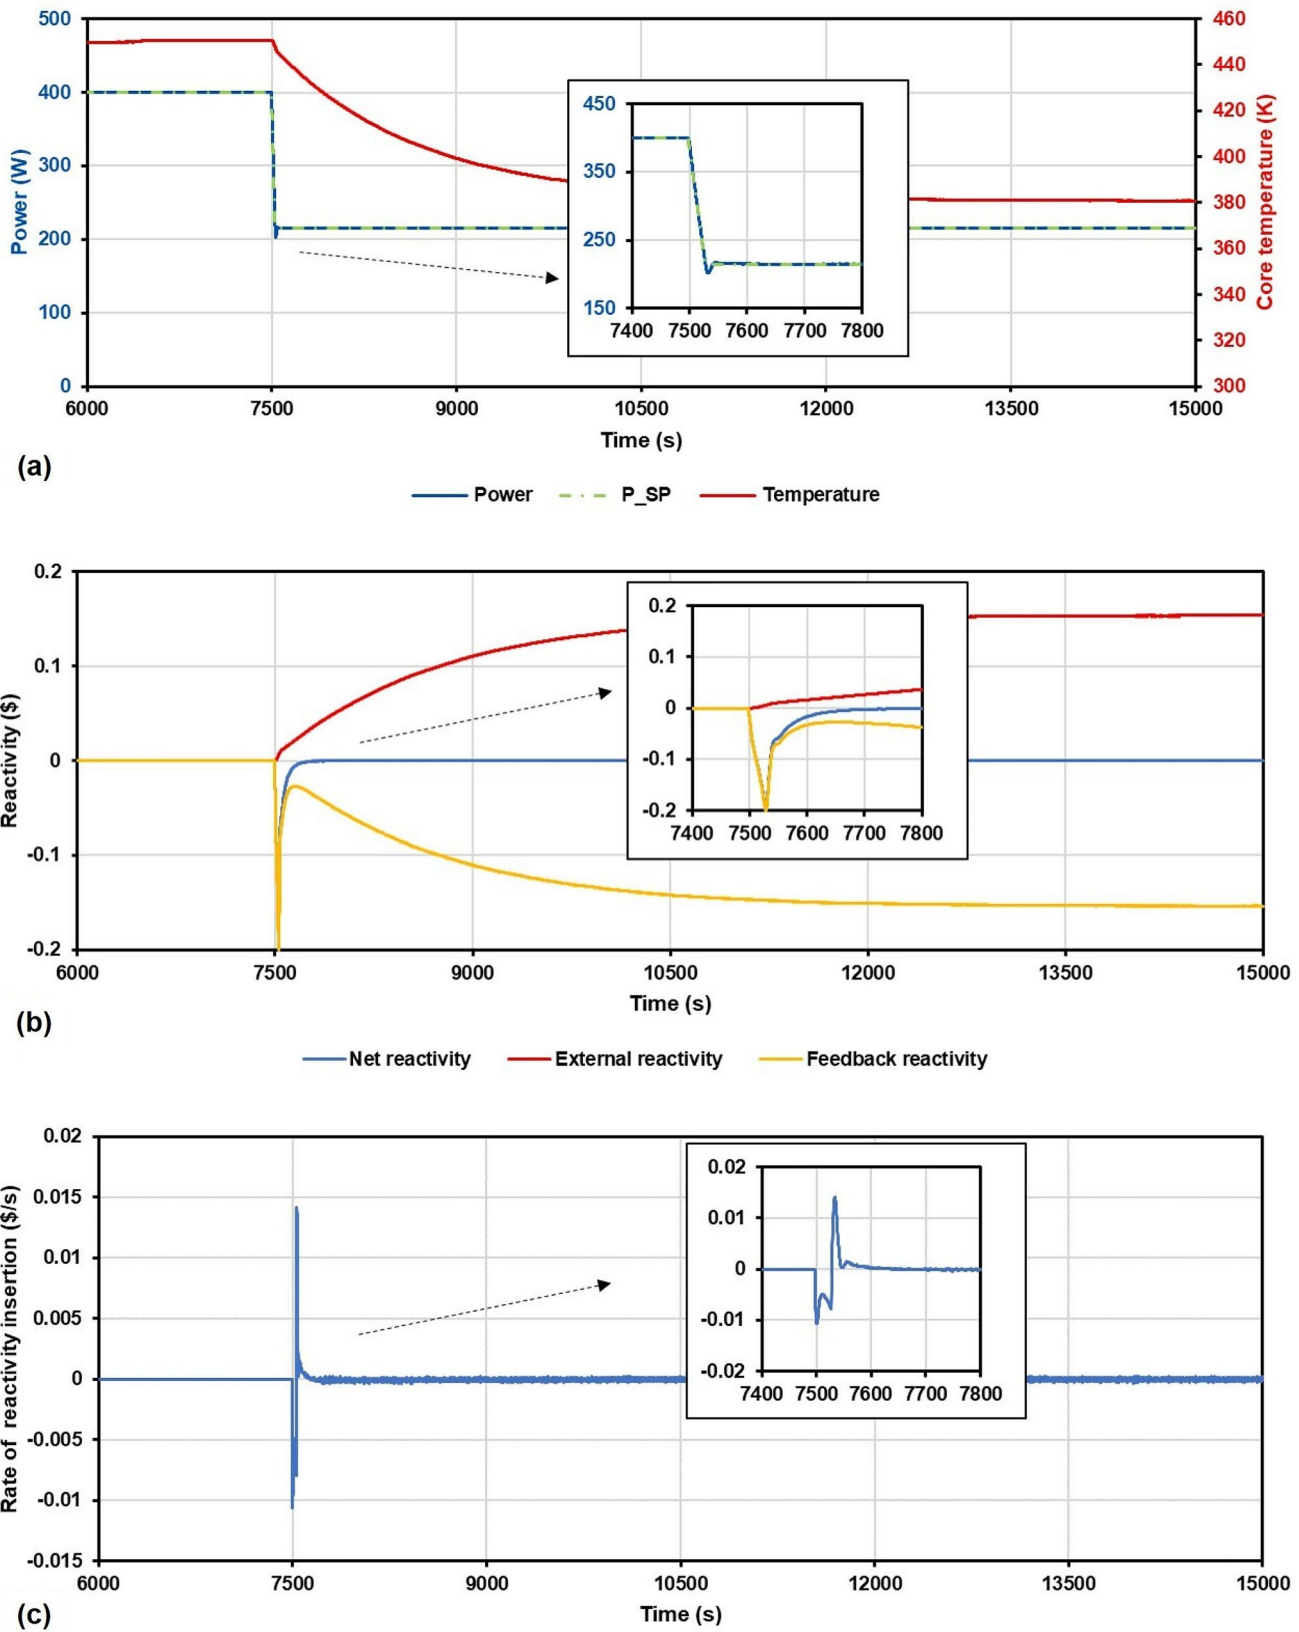 500
400
300
200
100
0
Power (W)
460
440
420
400
380
360
340
320
300
Core temperature (K)
450
350
250
150
7400 7500 7600 7700 7800
6000 7500 9000 10500 12000 13500 15000
Time (s)
(a)
Power P_SP Temperature
0.2
0.1
0
-0.1
-0.2
Reactivity ($)
0.2
0.1
0
-0.1
-0.2
7400 7500 7600 7700 7800
6000 7500 9000 10500 12000 13500 15000
Time (s)
(b)
Net reactivity External reactivity Feedback reactivity
0.02
0.015
0.01
0.005
0
-0.005
-0.01
-0.015
Rate of reactivity insertion ($/s)
0.02
0.01
0
-0.01
-0.02
7400 7500 7600 7700 7800
6000 7500 9000 10500 12000 13500 15000
Time (s)
(c)